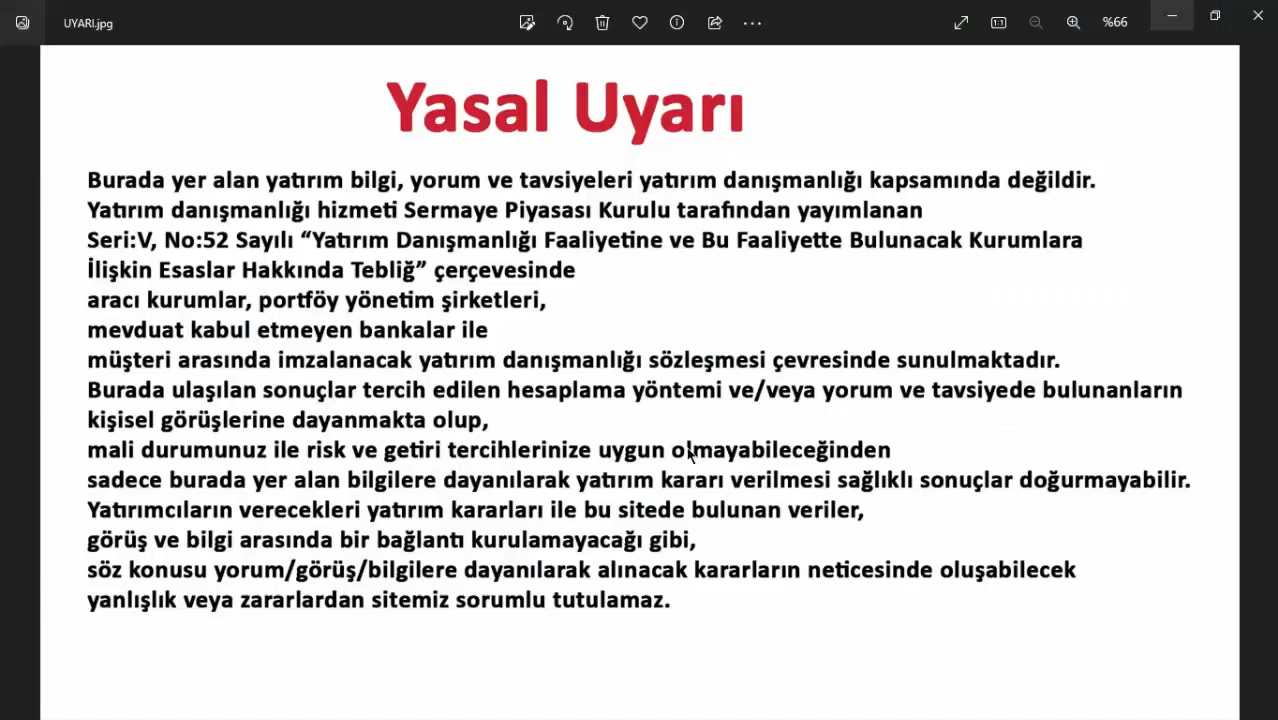 UYARI.jpg
%66
Yasal Uyarı
Burada yer alan yatırım bilgi, yorum ve tavsiyeleri yatırım danışmanlığı kapsamında değildir.
Yatırım danışmanlığı hizmeti Sermaye Piyasası Kurulu tarafından yayımlanan
Seri:V, No:52 Sayılı “Yatırım Danışmanlığı Faaliyetine ve Bu Faaliyette Bulunacak Kurumlara
İlişkin Esaslar Hakkında Tebliğ” çerçevesinde
aracı kurumlar, portföy yönetim şirketleri,
mevduat kabul etmeyen bankalar ile
müşteri arasında imzalanacak yatırım danışmanlığı sözleşmesi çevresinde sunulmaktadır.
Burada ulaşılan sonuçlar tercih edilen hesaplama yöntemi ve/veya yorum ve tavsiyede bulunanların
kişisel görüşlerine dayanmakta olup,
mali durumunuz ile risk ve getiri tercihlerinize uygun olmayabileceğinden
sadece burada yer alan bilgilere dayanılarak yatırım kararı verilmesi sağlıklı sonuçlar doğurmayabilir.
Yatırımcıların verecekleri yatırım kararları ile bu sitede bulunan veriler,
görüş ve bilgi arasında bir bağlantı kurulamayacağı gibi,
söz konusu yorum/görüş/bilgilere dayanılarak alınacak kararların neticesinde oluşabilecek
yanlışlık veya zararlardan sitemiz sorumlu tutulamaz.